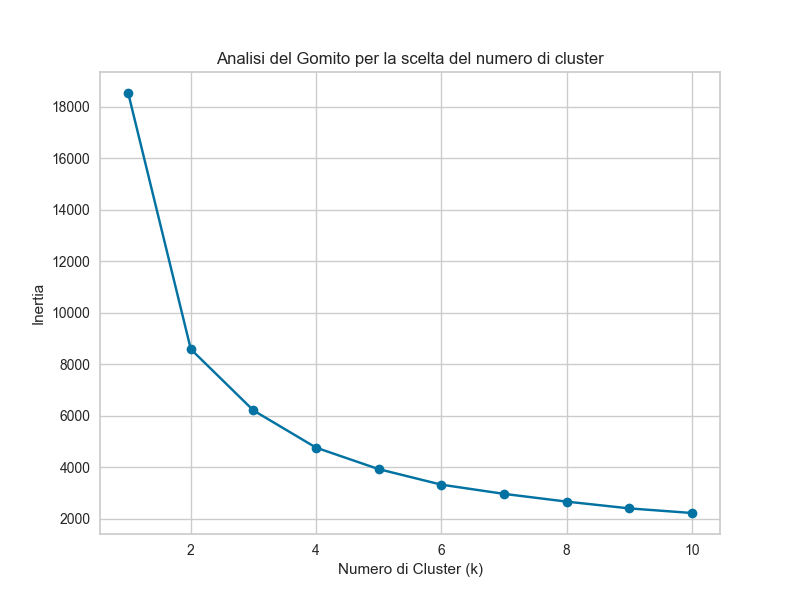 Analisi del Gomito per la scelta del numero di cluster
18000
16000
14000
12000
10000
8000
6000
4000
2000
Inertia
2 4 6 8 10
Numero di Cluster (k)